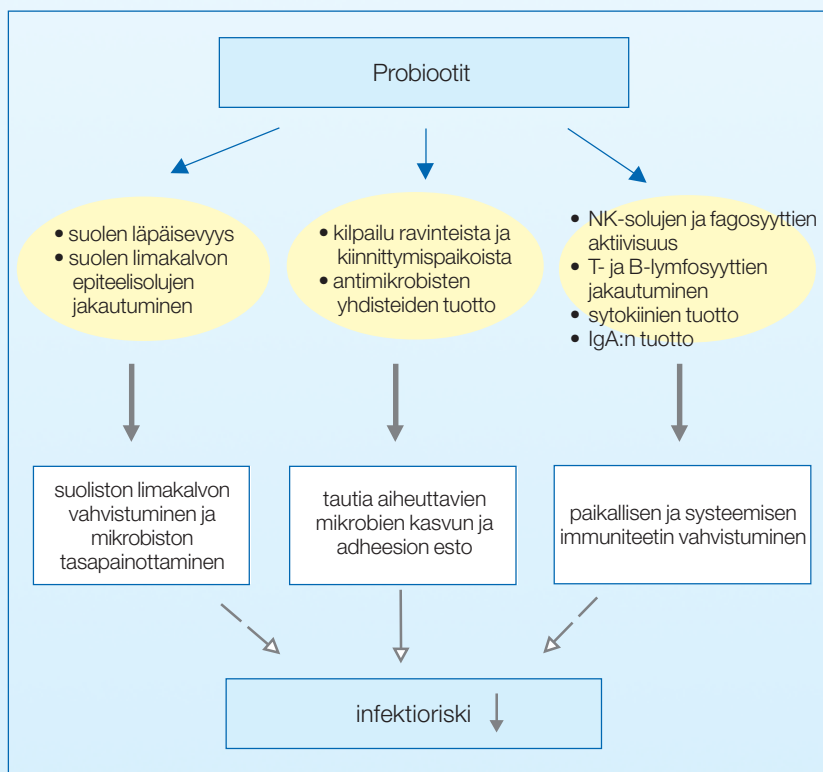 Probiootit
• suolen läpäisevyys
• suolen limakalvon
epiteelisolujen
jakautuminen
• kilpailu ravinteista ja
kiinnittymispaikoista
• antimikrobisten
yhdisteiden tuotto
• NK-solujen ja fagosyyttien
aktiivisuus
• T- ja B-lymfosyyttien
jakautuminen
• sytokiinien tuotto
• IgA:n tuotto
suoliston limakalvon
vahvistuminen ja
mikrobiston
tasapainottaminen
tautia aiheuttavien
mikrobien kasvun ja
adheesion esto
paikallisen ja systeemisen
immuniteetin vahvistuminen
infektioriski